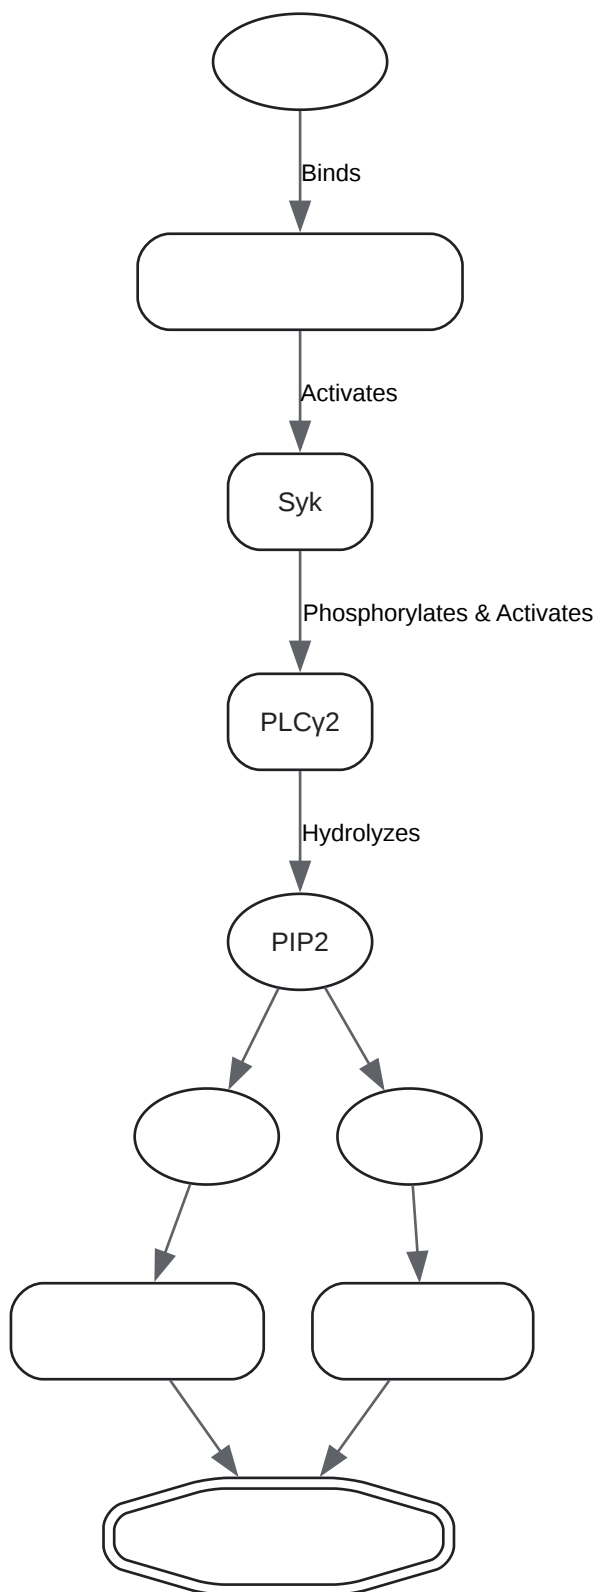 Binds
Activates
Syk
Phosphorylates & Activates
PLCγ2
Hydrolyzes
PIP2